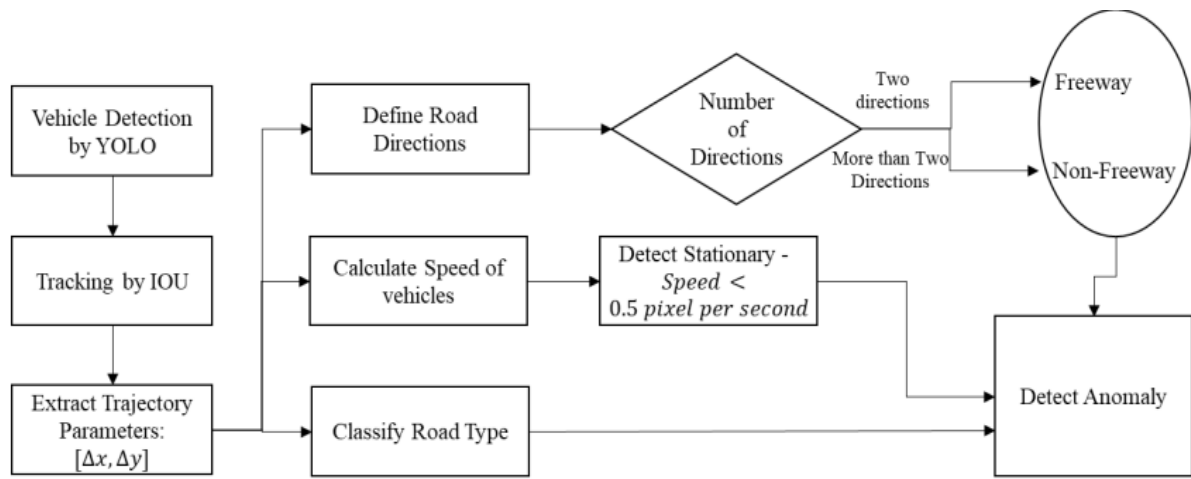 Vehicle Detection
by YOLO
Tracking by IOU
Extract Trajectory
Parameters:
[Δx, Δy]
Define Road
Directions
Number
of
Directions
Two
directions
More than Two
Directions
Freeway
Non-Freeway
Calculate Speed of
vehicles
Detect Stationary -
Speed <
0.5 pixel per second
Classify Road Type
Detect Anomaly